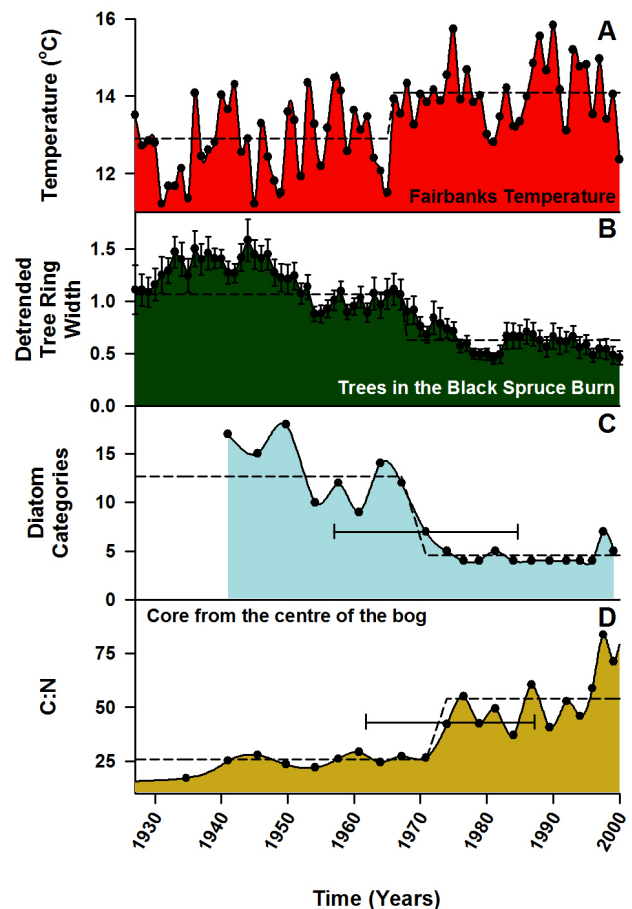 16
14
12
Temperature (°C)
A
Fairbanks Temperature
1.5
1.0
0.5
0.0
Detrended
Tree Ring
Width
B
Trees in the Black Spruce Burn
15
10
5
0
Diatom
Categories
C
Core from the centre of the bog
D
75
50
25
C:N
1930
1940
1950
1960
1970
1980
1990
2000
Time (Years)